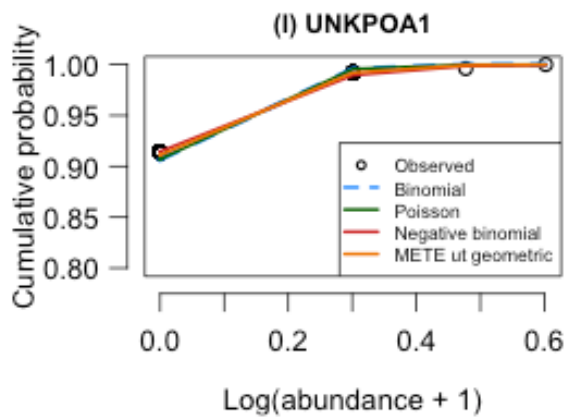 (I) UNKPOA1
Cumulative probability
1.00
0.95
0.90
0.85
0.80
Observed
Binomial
Poisson
Negative binomial
METE ut geometric
0.0 0.2 0.4 0.6
Log(abundance + 1)